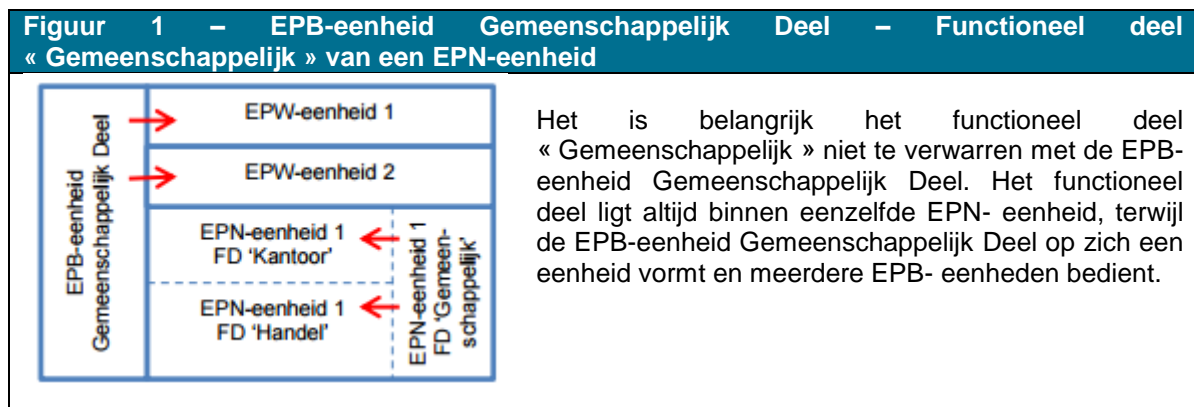 Figuur 1 – EPB-eenheid Gemeenschappelijk Deel – Functioneel deel
« Gemeenschappelijk » van een EPN-eenheid
EPB-eenheid
Gemeenschappelijk Deel
EPW-eenheid 1
EPW-eenheid 2
EPN-eenheid 1
FD 'Kantoor'
EPN-eenheid 1
FD 'Handel'
EPN-eenheid 1
FD 'Gemeen-
schappelijk'
Het is belangrijk het functioneel deel
« Gemeenschappelijk » niet te verwarren met de EPB-
eenheid Gemeenschappelijk Deel. Het functioneel
deel ligt altijd binnen eenzelfde EPN- eenheid, terwijl
de EPB-eenheid Gemeenschappelijk Deel op zich een
eenheid vormt en meerdere EPB- eenheden bedient.